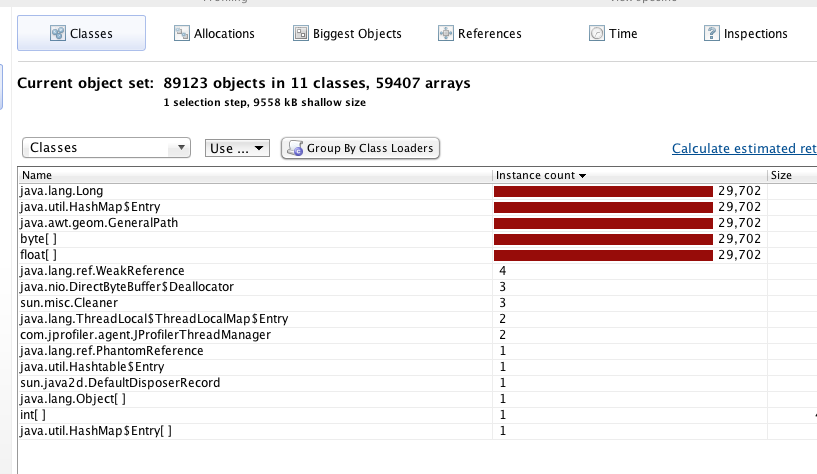 Classes Allocations Biggest Objects References Time Inspections
Current object set: 89123 objects in 11 classes, 59407 arrays
1 selection step, 9558 kB shallow size
Classes Use ... Group By Class Loaders Calculate estimated ret
Name Instance count Size
java.lang.Long 29,702
java.util.HashMap$Entry 29,702
java.awt.geom.GeneralPath 29,702
byte[ ] 29,702
float[ ] 29,702
java.lang.ref.WeakReference 4
java.nio.DirectByteBuffer$Deallocator 3
sun.misc.Cleaner 3
java.lang.ThreadLocal$ThreadLocalMap$Entry 2
com.jprofiler.agent.JProfilerThreadManager 2
java.lang.ref.PhantomReference 1
java.util.Hashtable$Entry 1
sun.java2d.DefaultDisposerRecord 1
java.lang.Object[ ] 1
int[ ] 1
java.util.HashMap$Entry[ ] 1